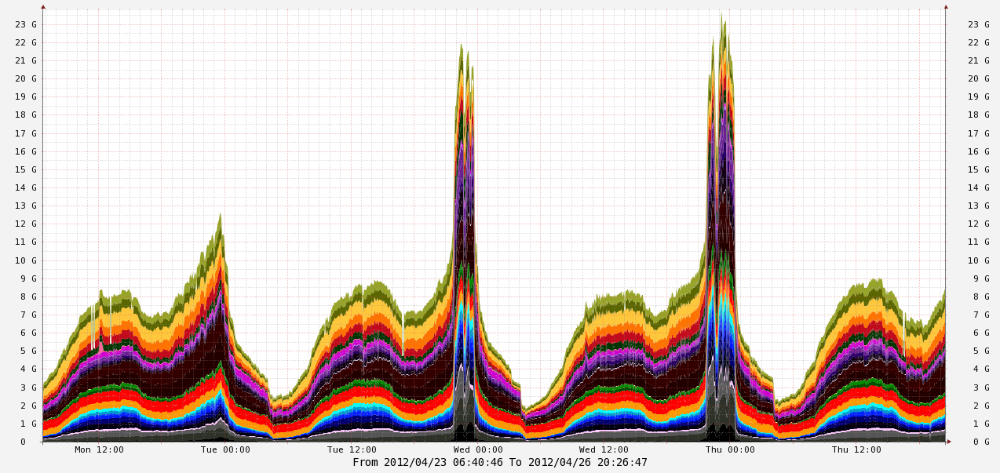 23 G 23 G
22 G 22 G
21 G 21 G
20 G 20 G
19 G 19 G
18 G 18 G
17 G 17 G
16 G 16 G
15 G 15 G
14 G 14 G
13 G 13 G
12 G 12 G
11 G 11 G
10 G 10 G
9 G 9 G
8 G 8 G
7 G 7 G
6 G 6 G
5 G 5 G
4 G 4 G
3 G 3 G
2 G 2 G
1 G 1 G
0 0 G
Mon 12:00 Tue 00:00 Tue 12:00 Wed 00:00 Wed 12:00 Thu 00:00 Thu 12:00
From 2012/04/23 06:40:46 To 2012/04/26 20:26:47